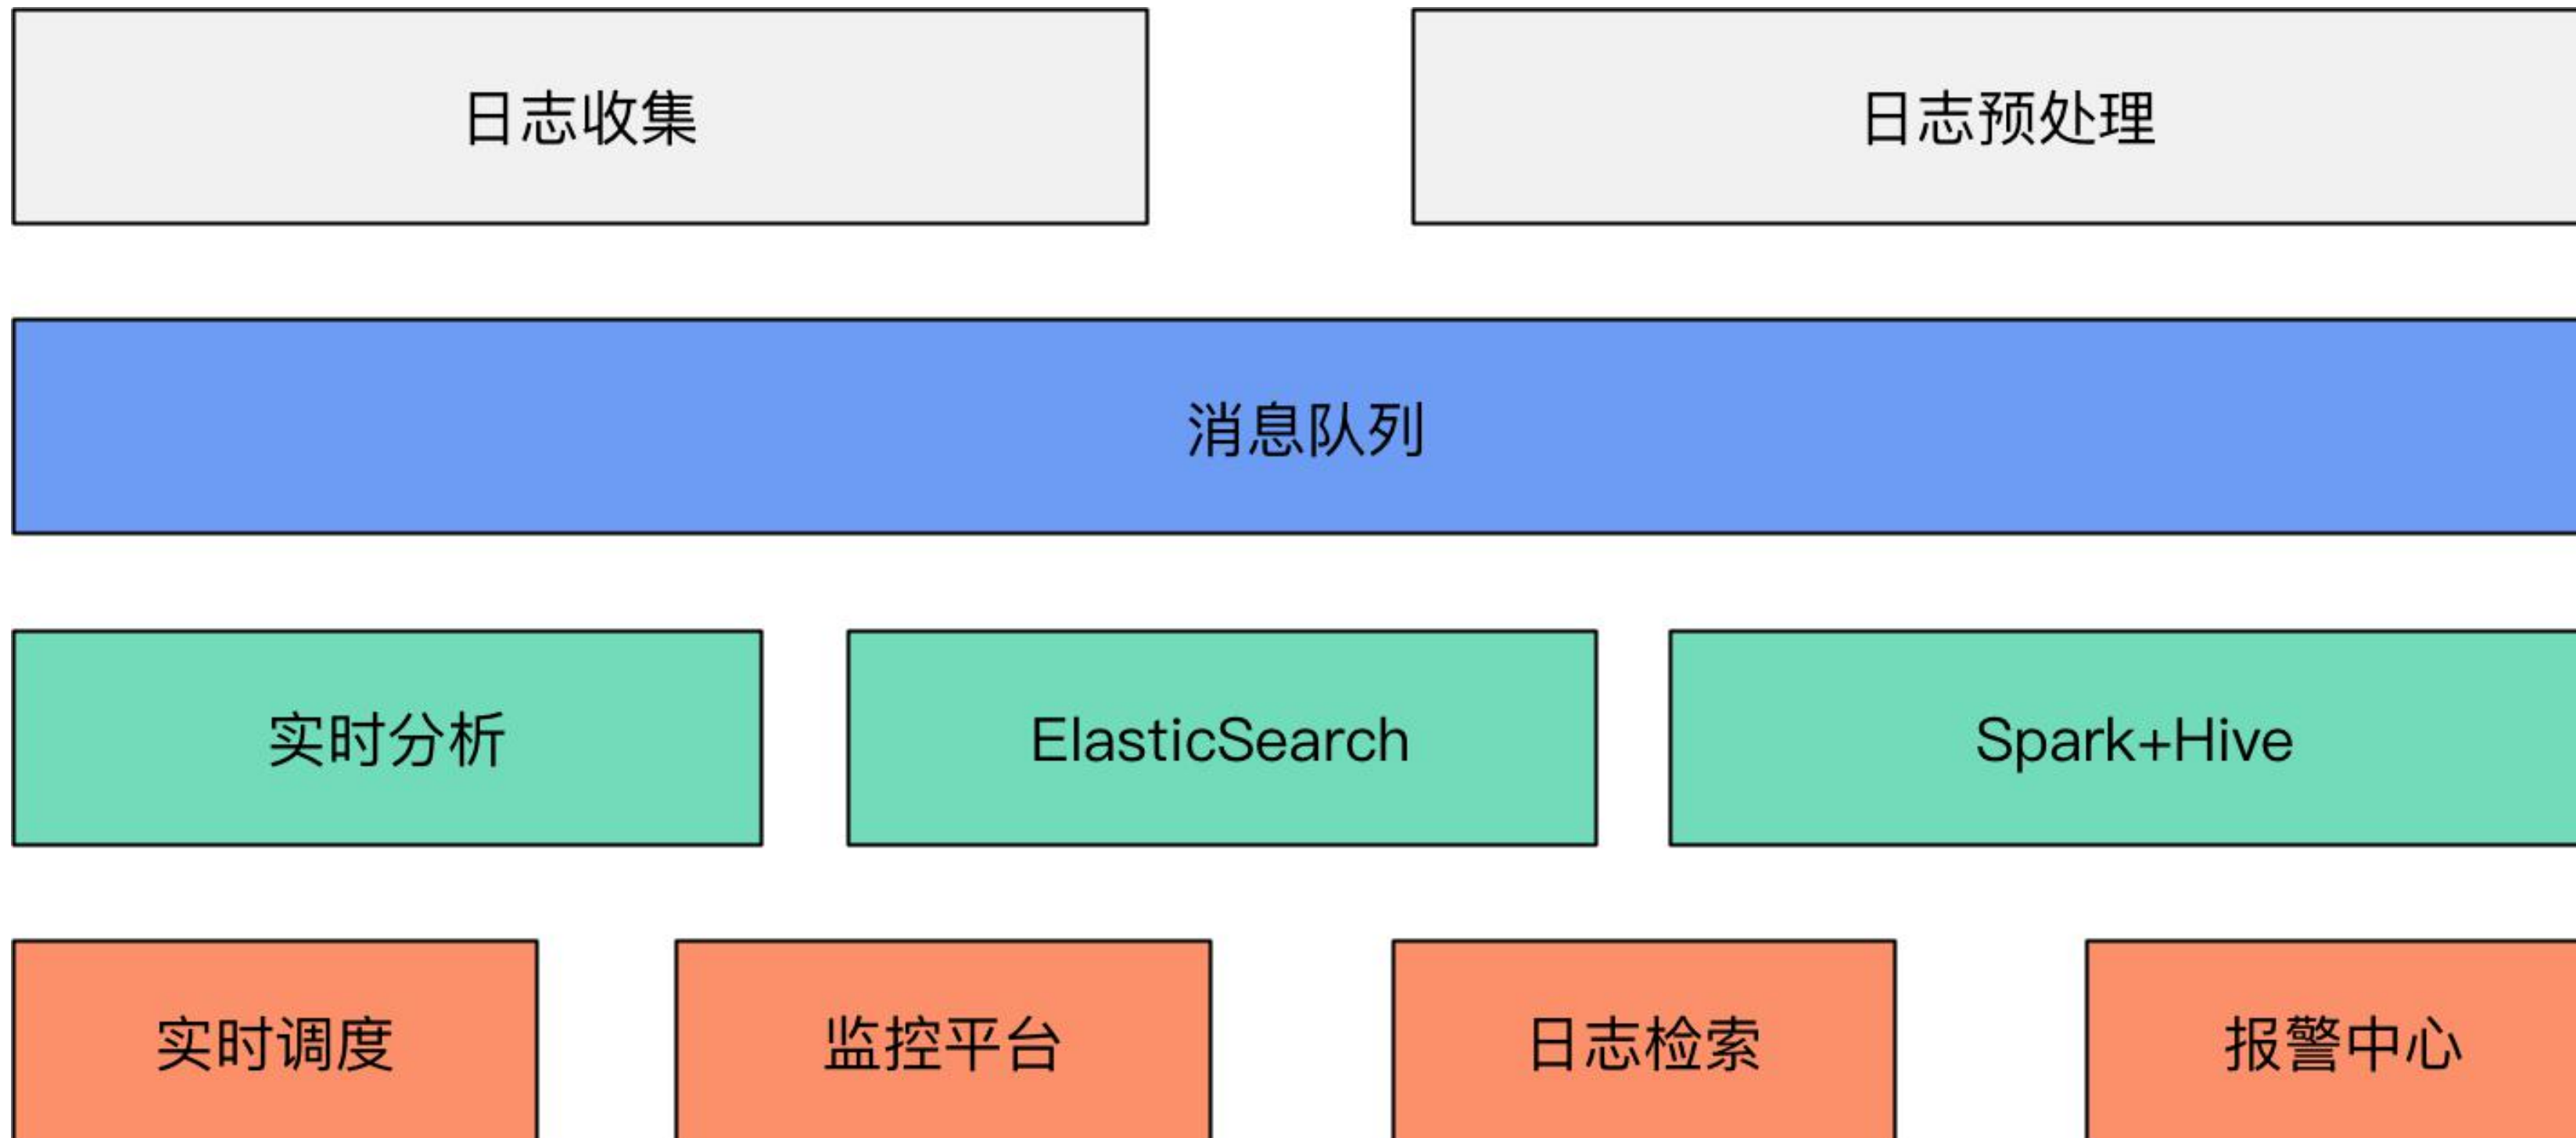 日志收集
日志预处理
消息队列
实时分析
ElasticSearch
Spark+Hive
实时调度
监控平台
日志检索
报警中心